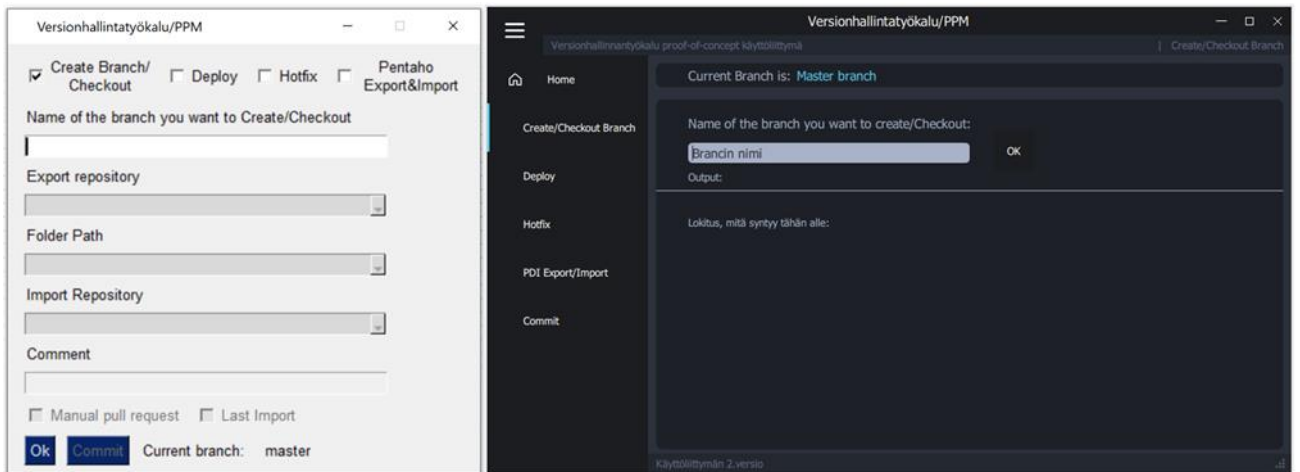 Versionhallintatyökalu/PPM
Create Branch/
Checkout
Deploy
Hotfix
Pentaho
Export&Import
Name of the branch you want to Create/Checkout
Export repository
Folder Path
Import Repository
Comment
Manual pull request Last Import
Ok Commit Current branch: master
Versionhallintatyökalu/PPM
Versionhallinnantyökalu proof-of-concept käyttöliittymä | Create/Checkout Branch
Home
Create/Checkout Branch
Deploy
Hotfix
PDI Export/Import
Commit
Current Branch is: Master branch
Name of the branch you want to create/Checkout:
Brancin nimi OK
Output:
Lokitus, mitä syntyy tähän alle:
Käyttöliittymän 2.versio